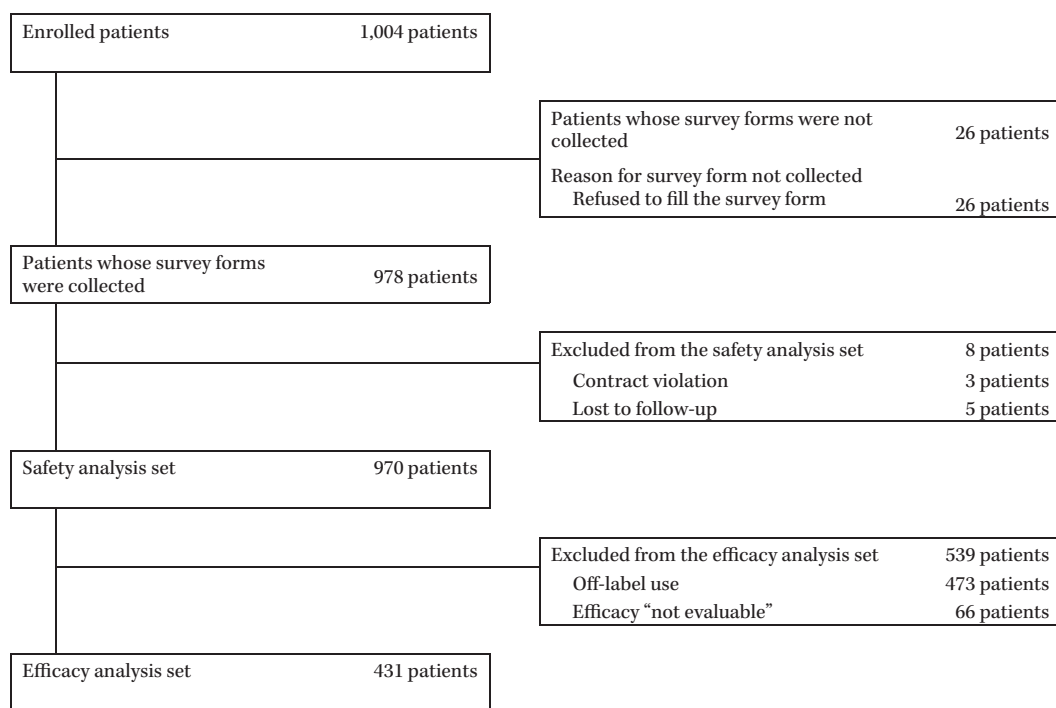 Enrolled patients 1,004 patients
Patients whose survey forms were not
collected 26 patients
Reason for survey form not collected
Refused to fill the survey form 26 patients
Patients whose survey forms
were collected 978 patients
Excluded from the safety analysis set 8 patients
Contract violation 3 patients
Lost to follow-up 5 patients
Safety analysis set 970 patients
Excluded from the efficacy analysis set 539 patients
Off-label use 473 patients
Efficacy “not evaluable” 66 patients
Efficacy analysis set 431 patients